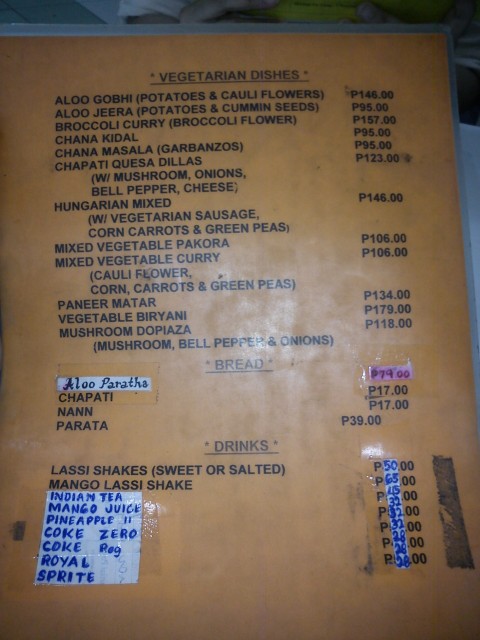 * VEGETARIAN DISHES *
ALOO GOBHI (POTATOES & CAULI FLOWERS) P146.00
ALOO JEERA (POTATOES & CUMMIN SEEDS) P95.00
BROCCOLI CURRY (BROCCOLI FLOWER) P157.00
CHANA KIDAL P95.00
CHANA MASALA (GARBANZOS) P95.00
CHAPATI QUESA DILLAS P123.00
(W/ MUSHROOM, ONIONS,
BELL PEPPER, CHEESE)
HUNGARIAN MIXED P146.00
(W/ VEGETARIAN SAUSAGE,
CORN CARROTS & GREEN PEAS)
MIXED VEGETABLE PAKORA P106.00
MIXED VEGETABLE CURRY P106.00
(CAULI FLOWER,
CORN, CARROTS & GREEN PEAS)
PANEER MATAR P134.00
VEGETABLE BIRYANI P179.00
MUSHROOM DOPIAZA P118.00
(MUSHROOM, BELL PEPPER & ONIONS)
* BREAD *
Aloo Paratha P79.00
CHAPATI P17.00
NANN P17.00
PARATA P39.00
* DRINKS *
LASSI SHAKES (SWEET OR SALTED) P50.00
MANGO LASSI SHAKE P65.00
INDIAN TEA
MANGO JUICE
PINEAPPLE 11
COKE ZERO
COKE Reg
ROYAL
SPRITE